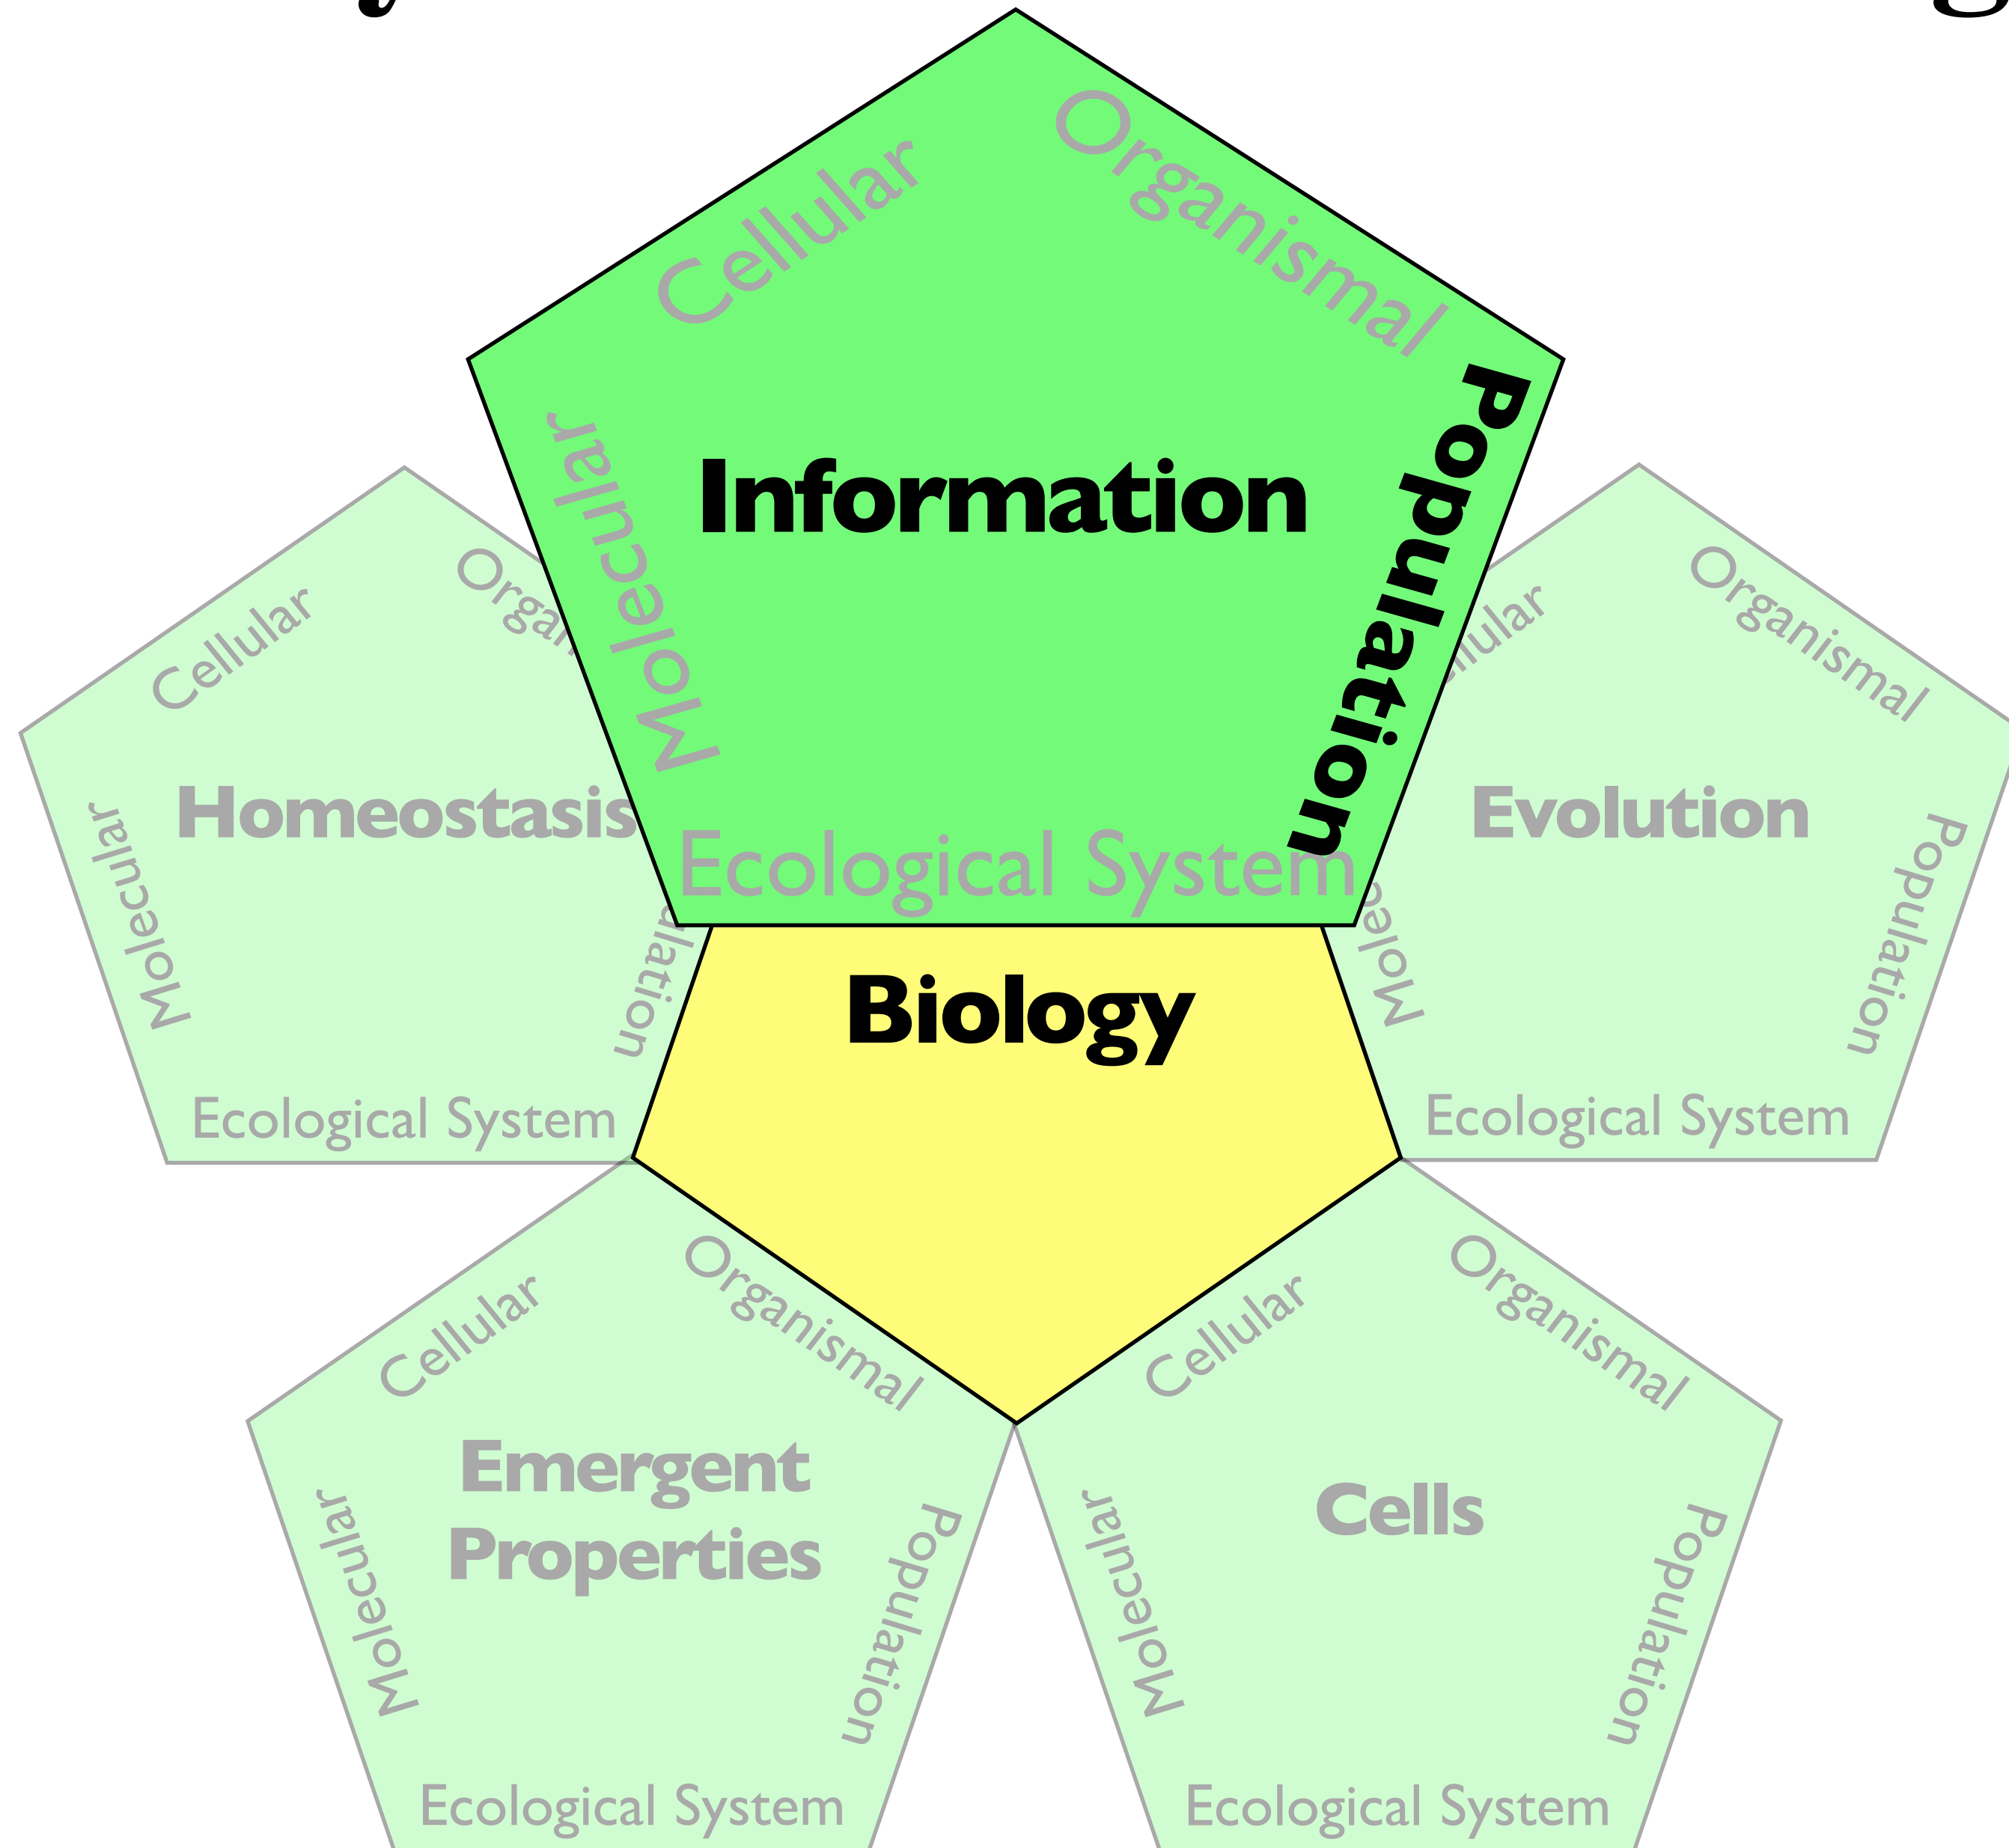 Cellular
Organismal
Molecular
Information
Population
Ecological System
Cellular
Homeostasis
Molecular
Ecological System
Organismal
Evolution
Population
Ecological System
Biology
Cellular
Organismal
Molecular
Emergent
Properties
Population
Ecological System
Cellular
Organismal
Molecular
Cells
Population
Ecological System